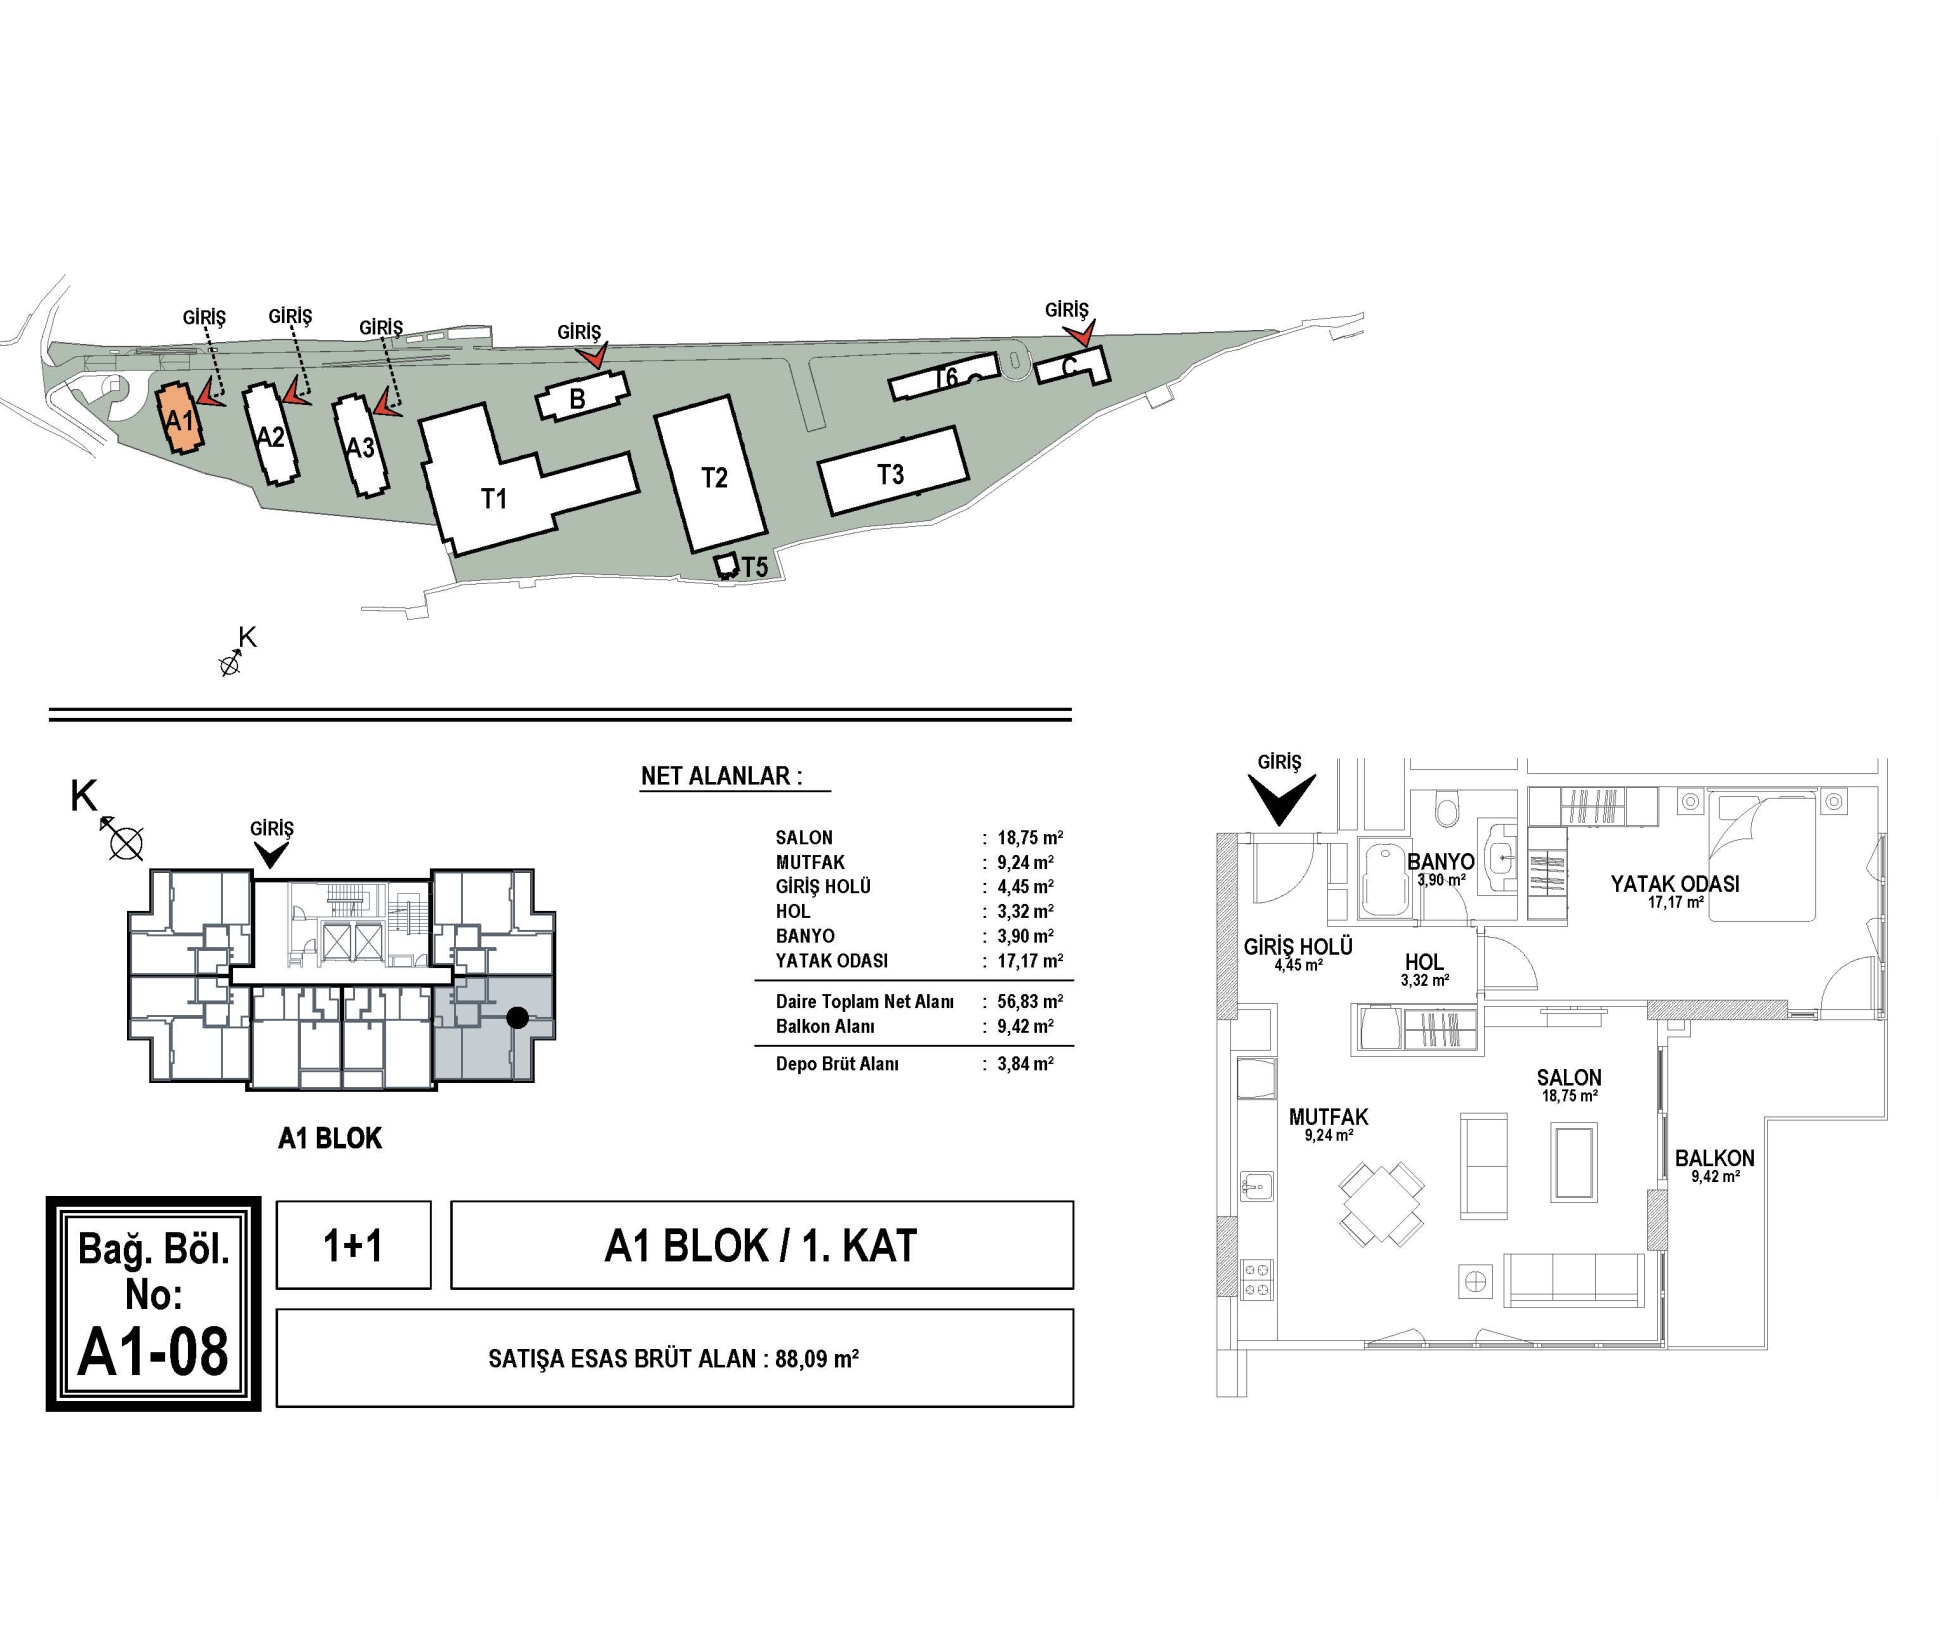 GİRİŞ
GİRİŞ
GİRİŞ
GİRİŞ
GİRİŞ
A1
A2
A3
B
T1
T2
T3
T6
C
T5
K
K
GİRİŞ
A1 BLOK
NET ALANLAR :
SALON : 18,75 m²
MUTFAK : 9,24 m²
GİRİŞ HOLÜ : 4,45 m²
HOL : 3,32 m²
BANYO : 3,90 m²
YATAK ODASI : 17,17 m²
Daire Toplam Net Alanı : 56,83 m²
Balkon Alanı : 9,42 m²
Depo Brüt Alanı : 3,84 m²
Bağ. Böl.
No:
A1-08
1+1
A1 BLOK / 1. KAT
SATIŞA ESAS BRÜT ALAN : 88,09 m²
GİRİŞ
BANYO
3,90 m²
YATAK ODASI
17,17 m²
GİRİŞ HOLÜ
4,45 m²
HOL
3,32 m²
SALON
18,75 m²
MUTFAK
9,24 m²
BALKON
9,42 m²